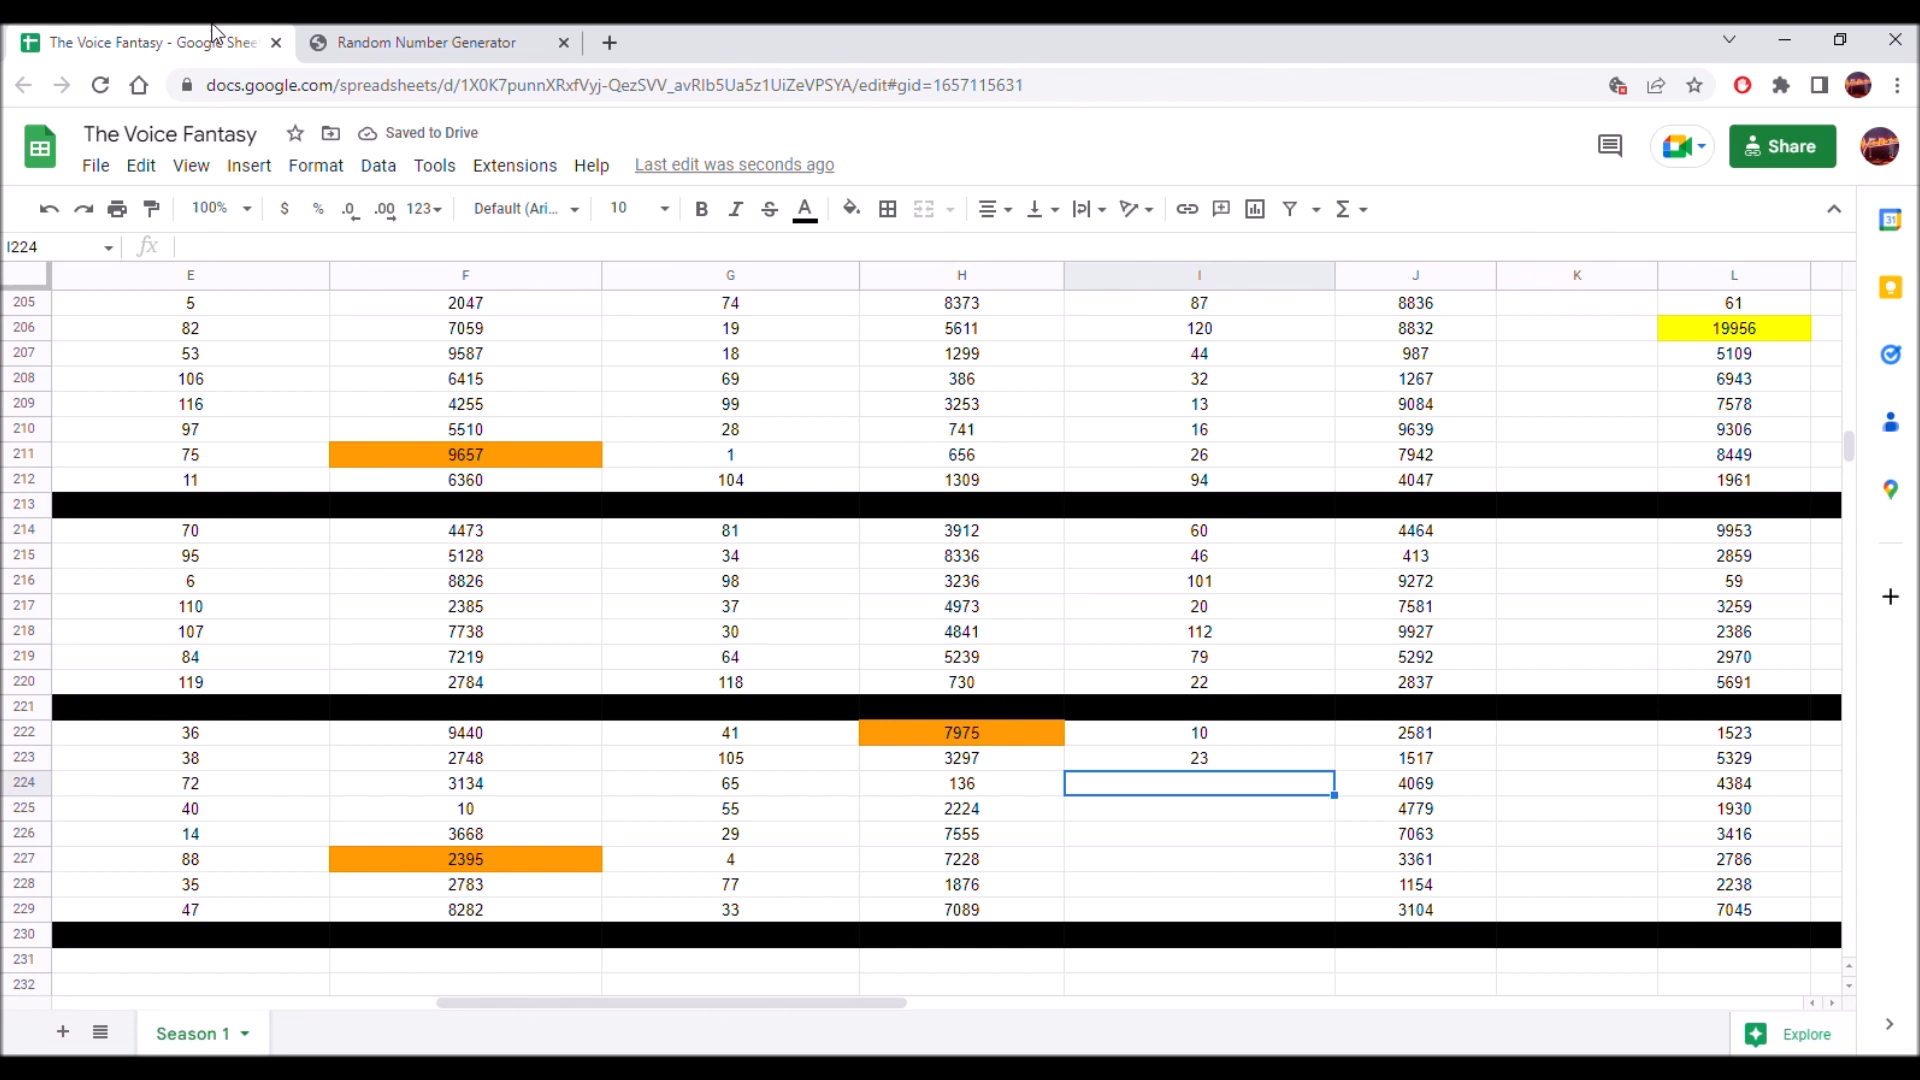 The Voice Fantasy - Google Shee
Random Number Generator
docs.google.com/spreadsheets/d/1X0K7punnXRxfVyj-QezSVV_avRIb5Ua5z1UiZeVPSYA/edit#gid=1657115631
The Voice Fantasy Saved to Drive
File Edit View Insert Format Data Tools Extensions Help Last edit was seconds ago
Share
100% $ % .0 .00 123 Default (Ari... 10 B I S A
I224 fx
E F G H I J K L
205 5 2047 74 8373 87 8836 61
206 82 7059 19 5611 120 8832 19956
207 53 9587 18 1299 44 987 5109
208 106 6415 69 386 32 1267 6943
209 116 4255 99 3253 13 9084 7578
210 97 5510 28 741 16 9639 9306
211 75 9657 1 656 26 7942 8449
212 11 6360 104 1309 94 4047 1961
213
214 70 4473 81 3912 60 4464 9953
215 95 5128 34 8336 46 413 2859
216 6 8826 98 3236 101 9272 59
217 110 2385 37 4973 20 7581 3259
218 107 7738 30 4841 112 9927 2386
219 84 7219 64 5239 79 5292 2970
220 119 2784 118 730 22 2837 5691
221
222 36 9440 41 7975 10 2581 1523
223 38 2748 105 3297 23 1517 5329
224 72 3134 65 136 4069 4384
225 40 10 55 2224 4779 1930
226 14 3668 29 7555 7063 3416
227 88 2395 4 7228 3361 2786
228 35 2783 77 1876 1154 2238
229 47 8282 33 7089 3104 7045
230
231
232
Season 1
Explore